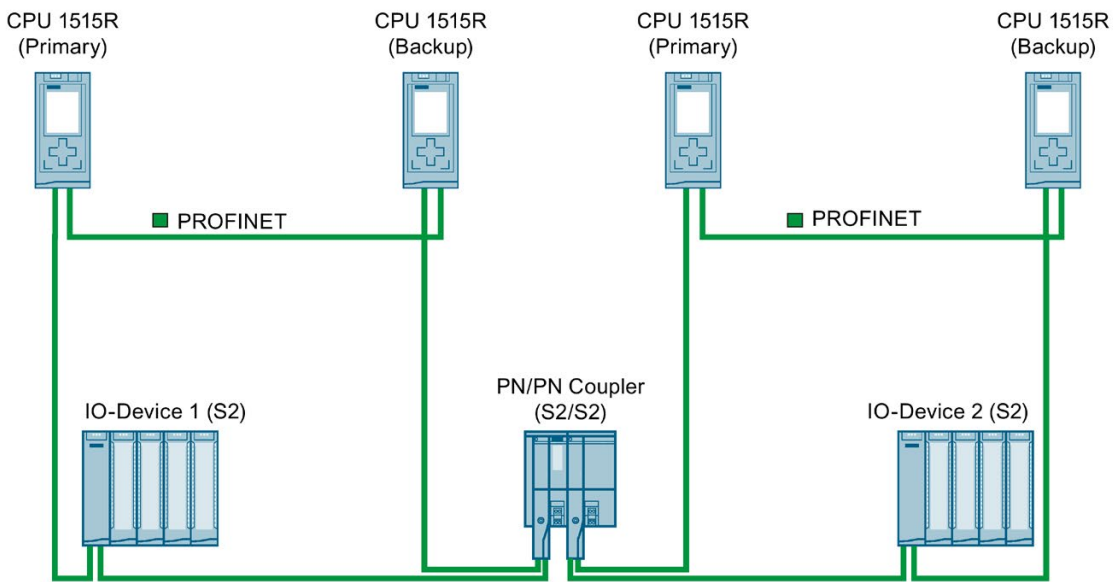 CPU 1515R
(Primary)
CPU 1515R
(Backup)
CPU 1515R
(Primary)
CPU 1515R
(Backup)
PROFINET
PROFINET
IO-Device 1 (S2)
PN/PN Coupler
(S2/S2)
IO-Device 2 (S2)